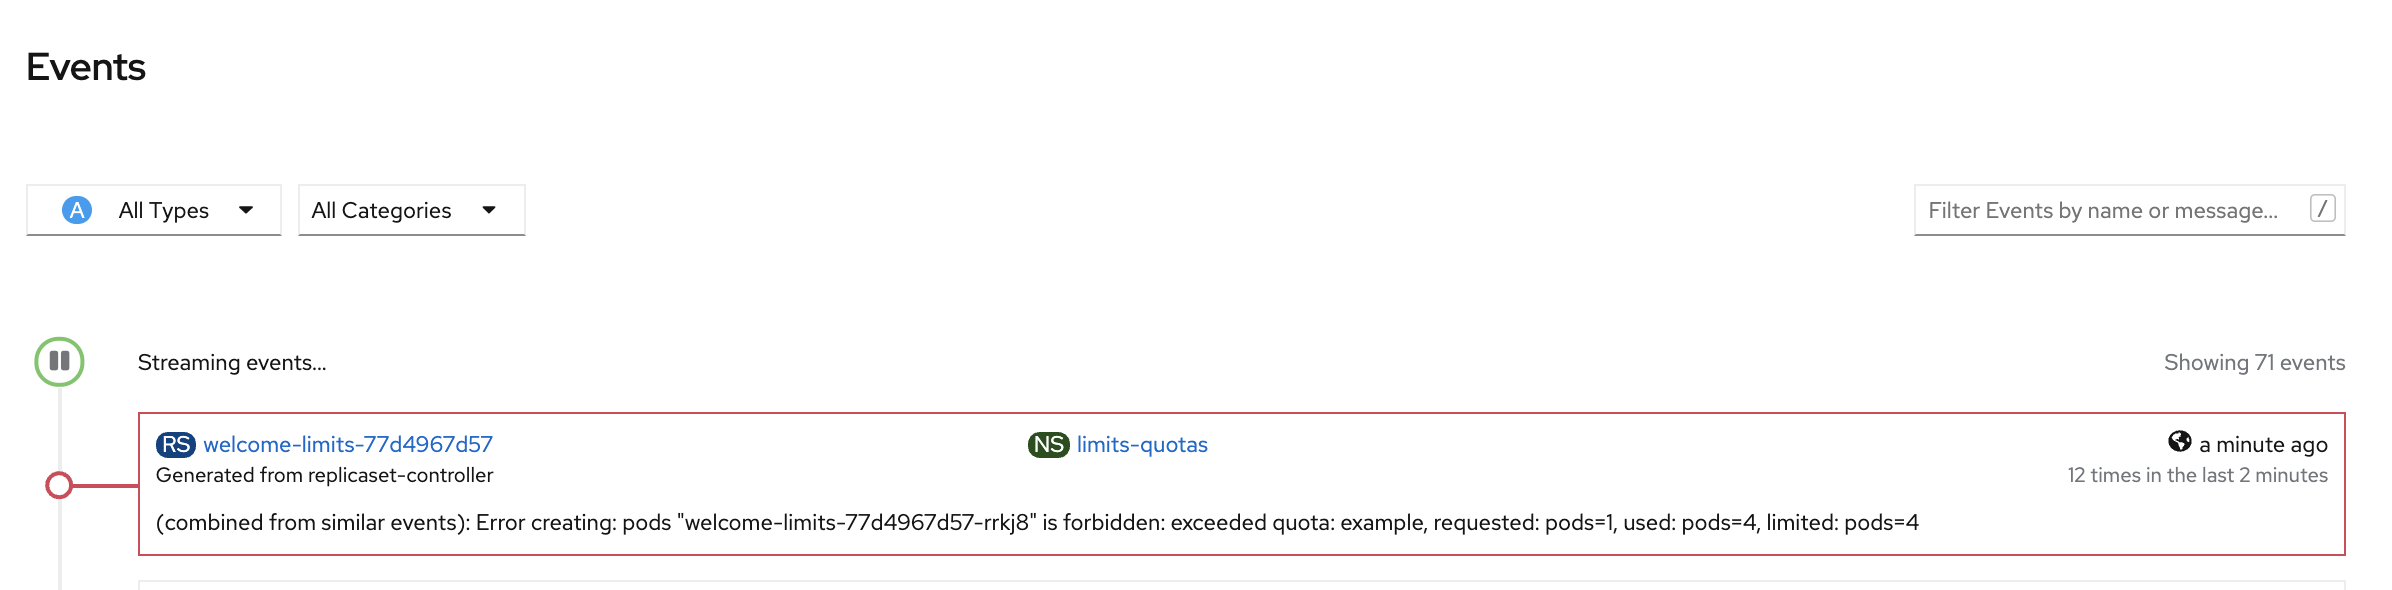 Events
A All Types All Categories Filter Events by name or message... /
Streaming events... Showing 71 events
RS welcome-limits-77d4967d57 NS limits-quotas a minute ago
Generated from replicaset-controller 12 times in the last 2 minutes
(combined from similar events): Error creating: pods "welcome-limits-77d4967d57-rrkj8" is forbidden: exceeded quota: example, requested: pods=1, used: pods=4, limited: pods=4